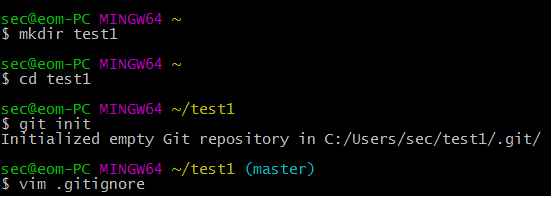 sec@eom-PC MINGW64 ~
$ mkdir test1
sec@eom-PC MINGW64 ~
$ cd test1
sec@eom-PC MINGW64 ~/test1
$ git init
Initialized empty Git repository in C:/Users/sec/test1/.git/
sec@eom-PC MINGW64 ~/test1 (master)
$ vim .gitignore